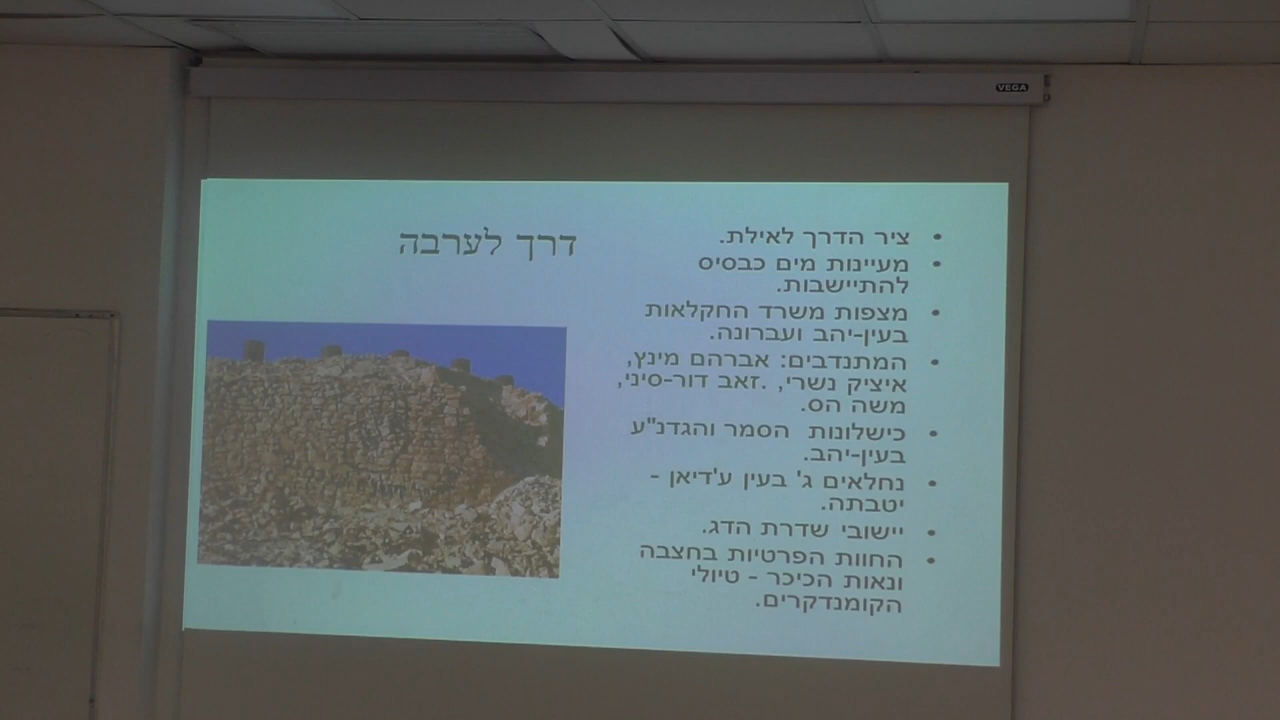 VEGA
דרך לערבה
ציר הדרך לאילת.
מעיינות מים כבסיס
להתיישבות.
מצפות משרד החקלאות
בעין-יהב ועברונה.
המתנדבים: אברהם מינץ,
איציק נשרי, .זאב דור-סיני,
משה הס.
כישלונות הסמר והגדנ"ע
בעין-יהב.
נחלאים ג' בעין ע'דיאן -
יטבתה.
יישובי שדרת הדג.
החוות הפרטיות בחצבה
ונאות הכיכר - טיולי
הקומנדקרים.